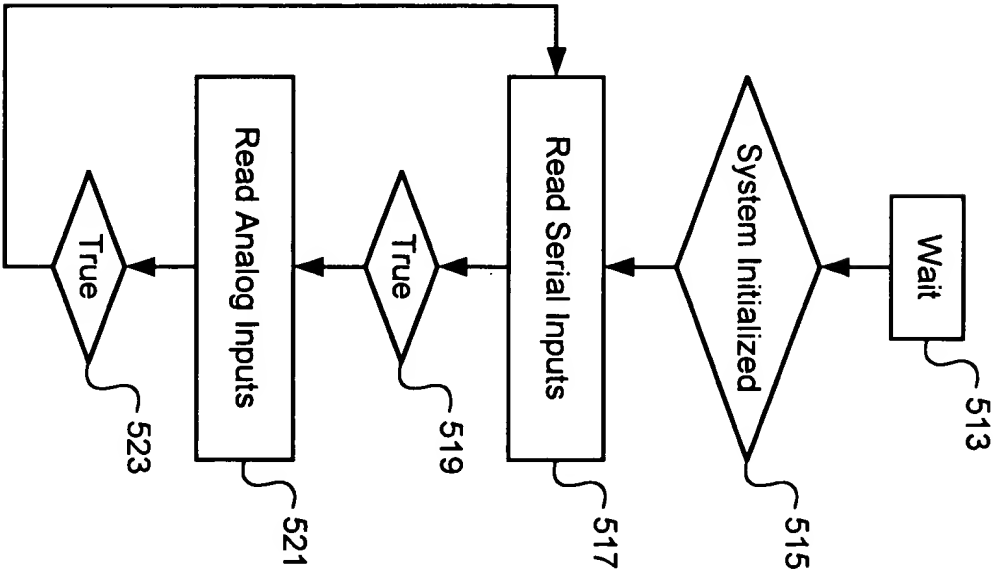 Wait
513
System Initialized
515
Read Serial Inputs
517
True
519
Read Analog Inputs
521
True
523